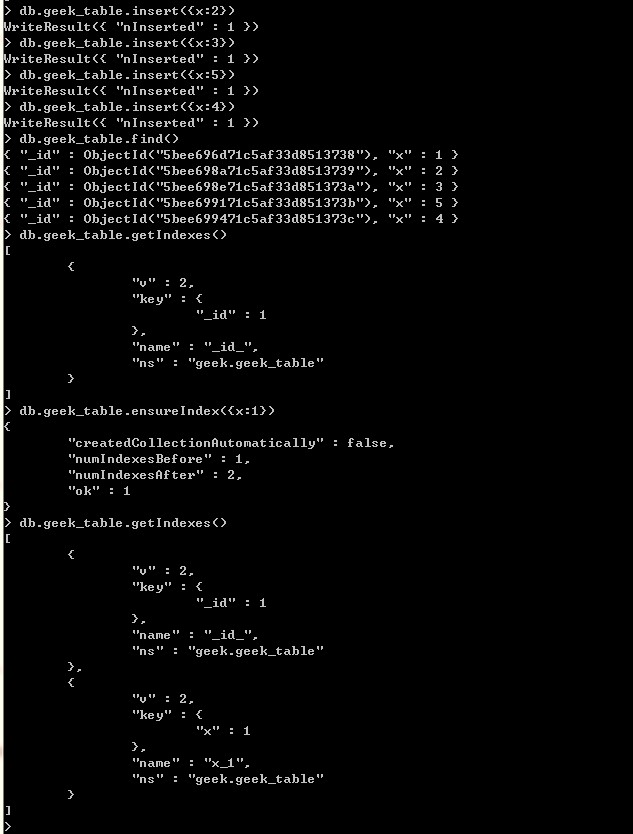 > db.geek_table.insert({x:2})
WriteResult({ "nInserted" : 1 })
> db.geek_table.insert({x:3})
WriteResult({ "nInserted" : 1 })
> db.geek_table.insert({x:5})
WriteResult({ "nInserted" : 1 })
> db.geek_table.insert({x:4})
WriteResult({ "nInserted" : 1 })
> db.geek_table.find()
{ "_id" : ObjectId("5bee696d71c5af33d8513738"), "x" : 1 }
{ "_id" : ObjectId("5bee698a71c5af33d8513739"), "x" : 2 }
{ "_id" : ObjectId("5bee698e71c5af33d851373a"), "x" : 3 }
{ "_id" : ObjectId("5bee699171c5af33d851373b"), "x" : 5 }
{ "_id" : ObjectId("5bee699471c5af33d851373c"), "x" : 4 }
> db.geek_table.getIndexes()
[
        {
                "v" : 2,
                "key" : {
                        "_id" : 1
                },
                "name" : "_id_",
                "ns" : "geek.geek_table"
        }
]
> db.geek_table.ensureIndex({x:1})
{
        "createdCollectionAutomatically" : false,
        "numIndexesBefore" : 1,
        "numIndexesAfter" : 2,
        "ok" : 1
}
> db.geek_table.getIndexes()
[
        {
                "v" : 2,
                "key" : {
                        "_id" : 1
                },
                "name" : "_id_",
                "ns" : "geek.geek_table"
        },
        {
                "v" : 2,
                "key" : {
                        "x" : 1
                },
                "name" : "x_1",
                "ns" : "geek.geek_table"
        }
]
>